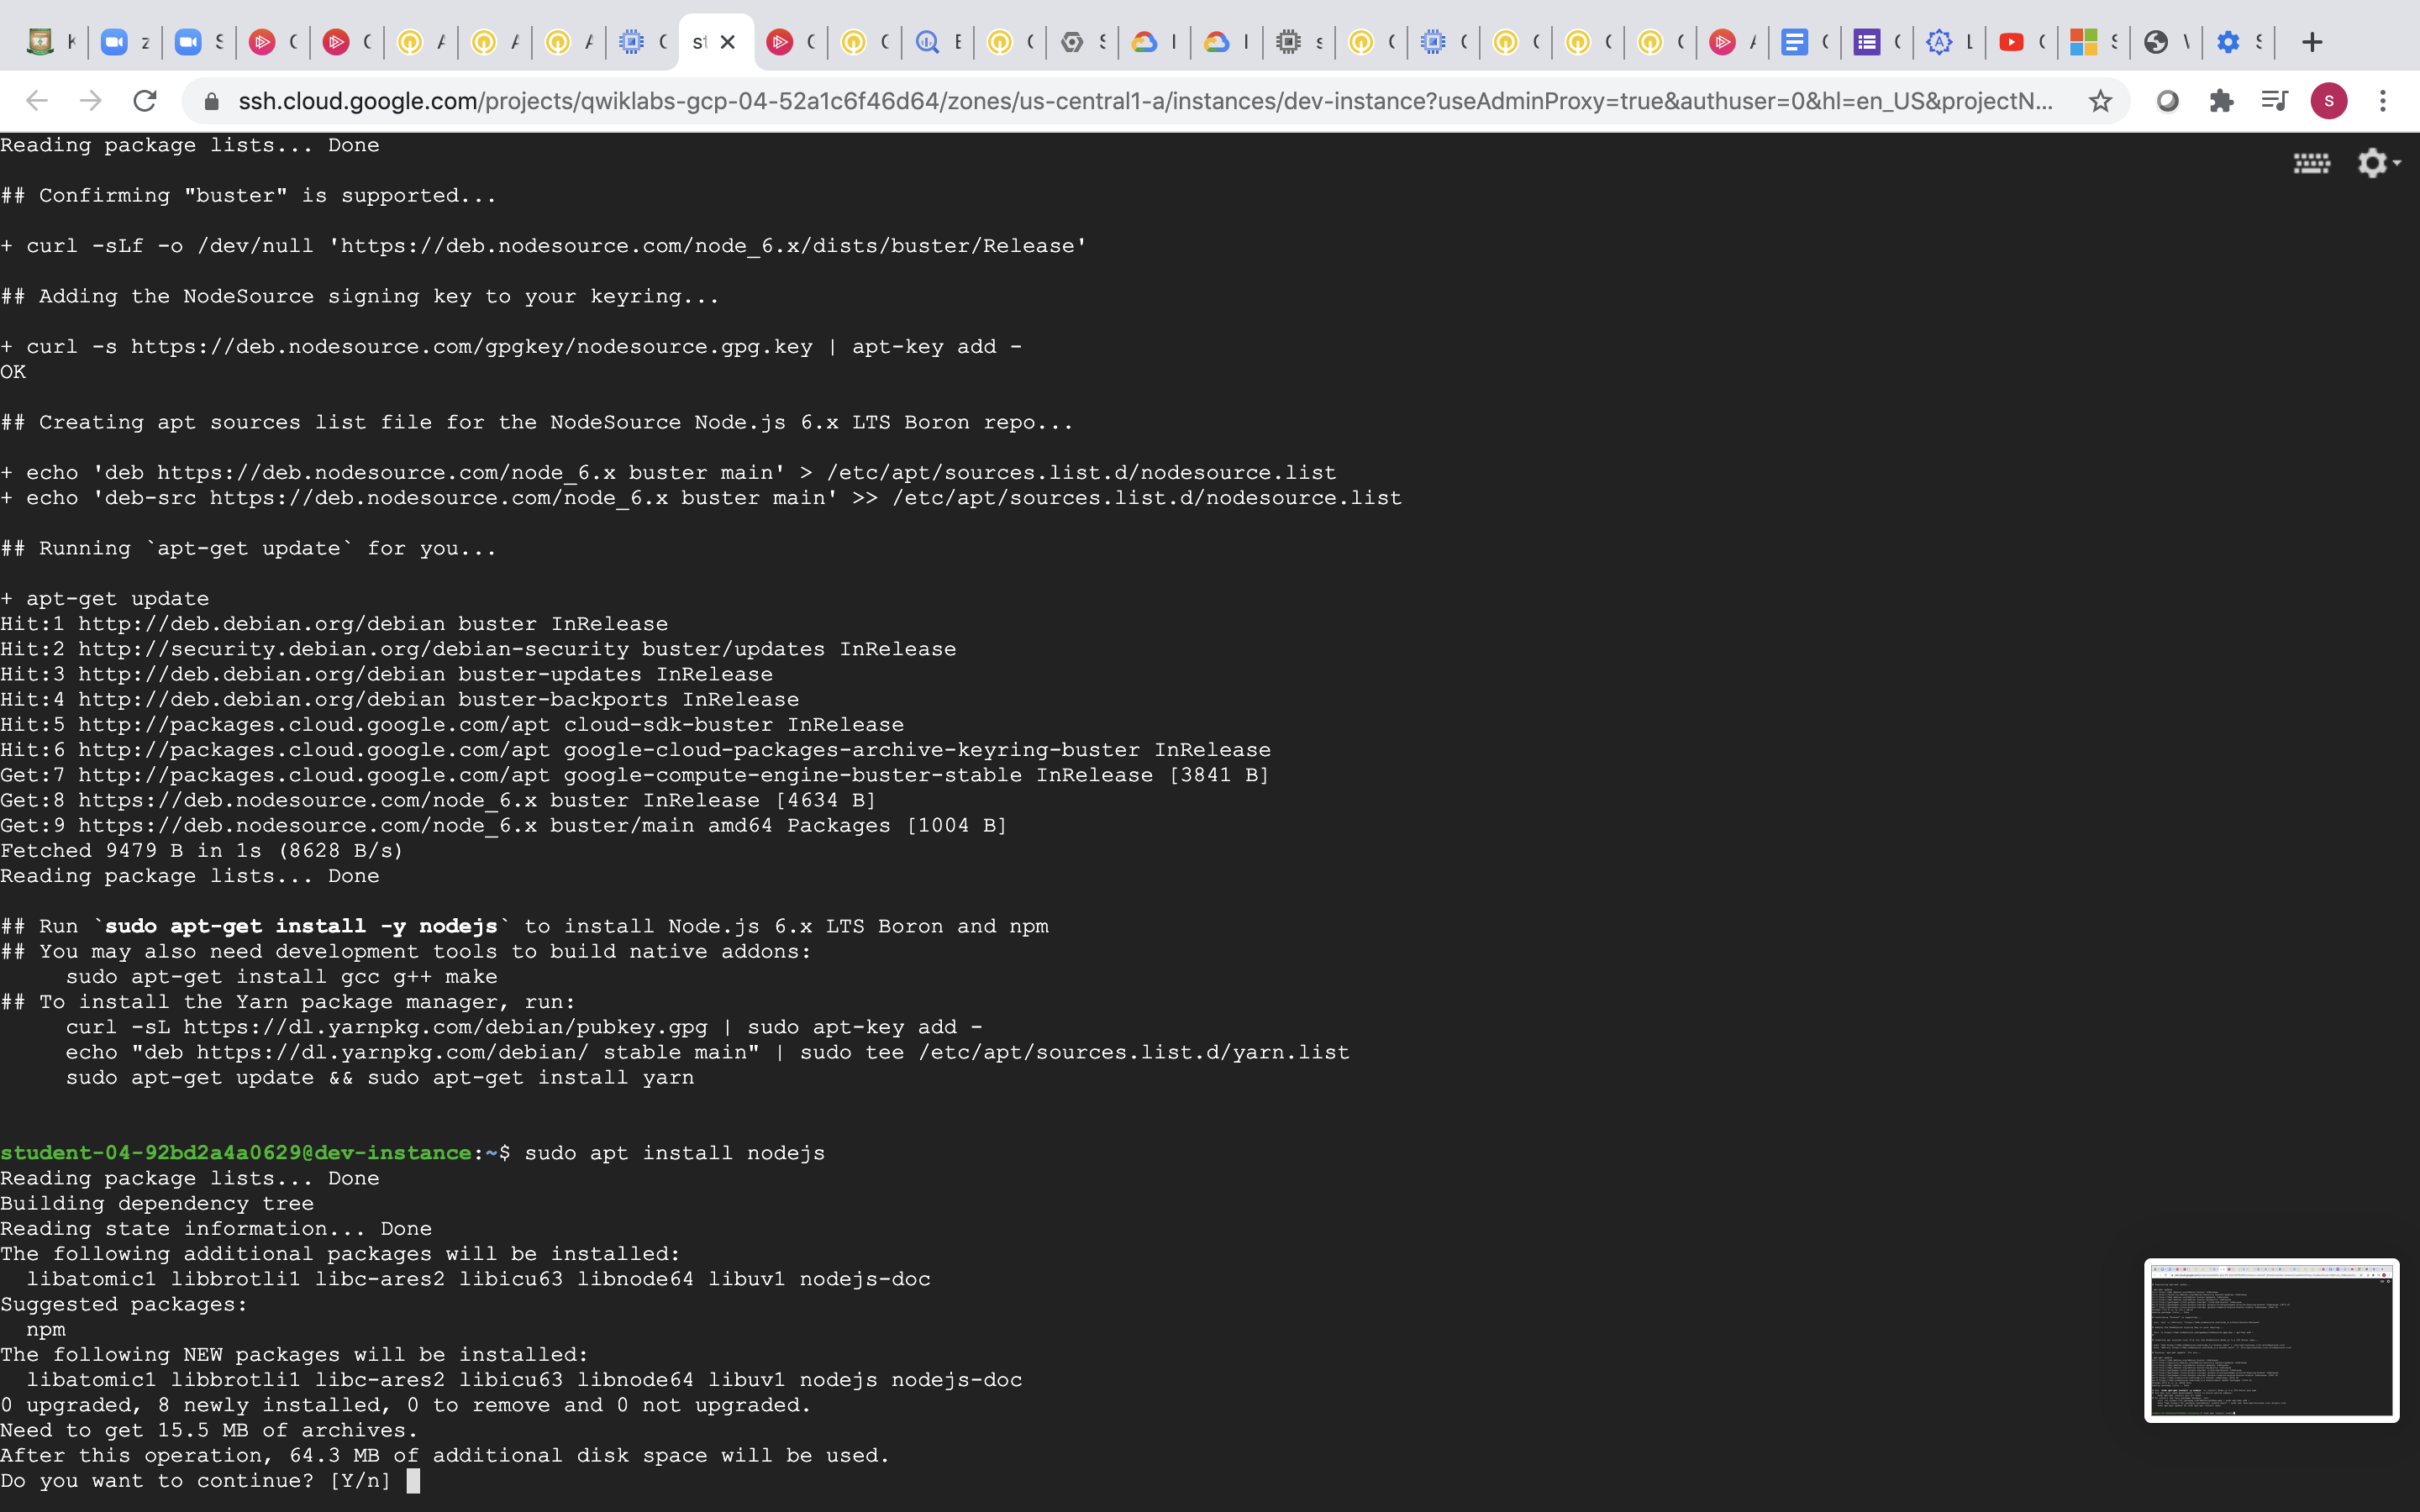 ssh.cloud.google.com/projects/qwiklabs-gcp-04-52a1c6f46d64/zones/us-central1-a/instances/dev-instance?useAdminProxy=true&authuser=0&hl=en_US&projectN...
Reading package lists... Done
## Confirming "buster" is supported...
+ curl -sLf -o /dev/null 'https://deb.nodesource.com/node_6.x/dists/buster/Release'
## Adding the NodeSource signing key to your keyring...
+ curl -s https://deb.nodesource.com/gpgkey/nodesource.gpg.key | apt-key add -
OK
## Creating apt sources list file for the NodeSource Node.js 6.x LTS Boron repo...
+ echo 'deb https://deb.nodesource.com/node_6.x buster main' > /etc/apt/sources.list.d/nodesource.list
+ echo 'deb-src https://deb.nodesource.com/node_6.x buster main' >> /etc/apt/sources.list.d/nodesource.list
## Running `apt-get update` for you...
+ apt-get update
Hit:1 http://deb.debian.org/debian buster InRelease
Hit:2 http://security.debian.org/debian-security buster/updates InRelease
Hit:3 http://deb.debian.org/debian buster-updates InRelease
Hit:4 http://deb.debian.org/debian buster-backports InRelease
Hit:5 http://packages.cloud.google.com/apt cloud-sdk-buster InRelease
Hit:6 http://packages.cloud.google.com/apt google-cloud-packages-archive-keyring-buster InRelease
Get:7 http://packages.cloud.google.com/apt google-compute-engine-buster-stable InRelease [3841 B]
Get:8 https://deb.nodesource.com/node_6.x buster InRelease [4634 B]
Get:9 https://deb.nodesource.com/node_6.x buster/main amd64 Packages [1004 B]
Fetched 9479 B in 1s (8628 B/s)
Reading package lists... Done
## Run `sudo apt-get install -y nodejs` to install Node.js 6.x LTS Boron and npm
## You may also need development tools to build native addons:
sudo apt-get install gcc g++ make
## To install the Yarn package manager, run:
curl -sL https://dl.yarnpkg.com/debian/pubkey.gpg | sudo apt-key add -
echo "deb https://dl.yarnpkg.com/debian/ stable main" | sudo tee /etc/apt/sources.list.d/yarn.list
sudo apt-get update && sudo apt-get install yarn
student-04-92bd2a4a0629@dev-instance:~$ sudo apt install nodejs
Reading package lists... Done
Building dependency tree
Reading state information... Done
The following additional packages will be installed:
libatomic1 libbrotli1 libc-ares2 libicu63 libnode64 libuv1 nodejs-doc
Suggested packages:
npm
The following NEW packages will be installed:
libatomic1 libbrotli1 libc-ares2 libicu63 libnode64 libuv1 nodejs nodejs-doc
0 upgraded, 8 newly installed, 0 to remove and 0 not upgraded.
Need to get 15.5 MB of archives.
After this operation, 64.3 MB of additional disk space will be used.
Do you want to continue? [Y/n]